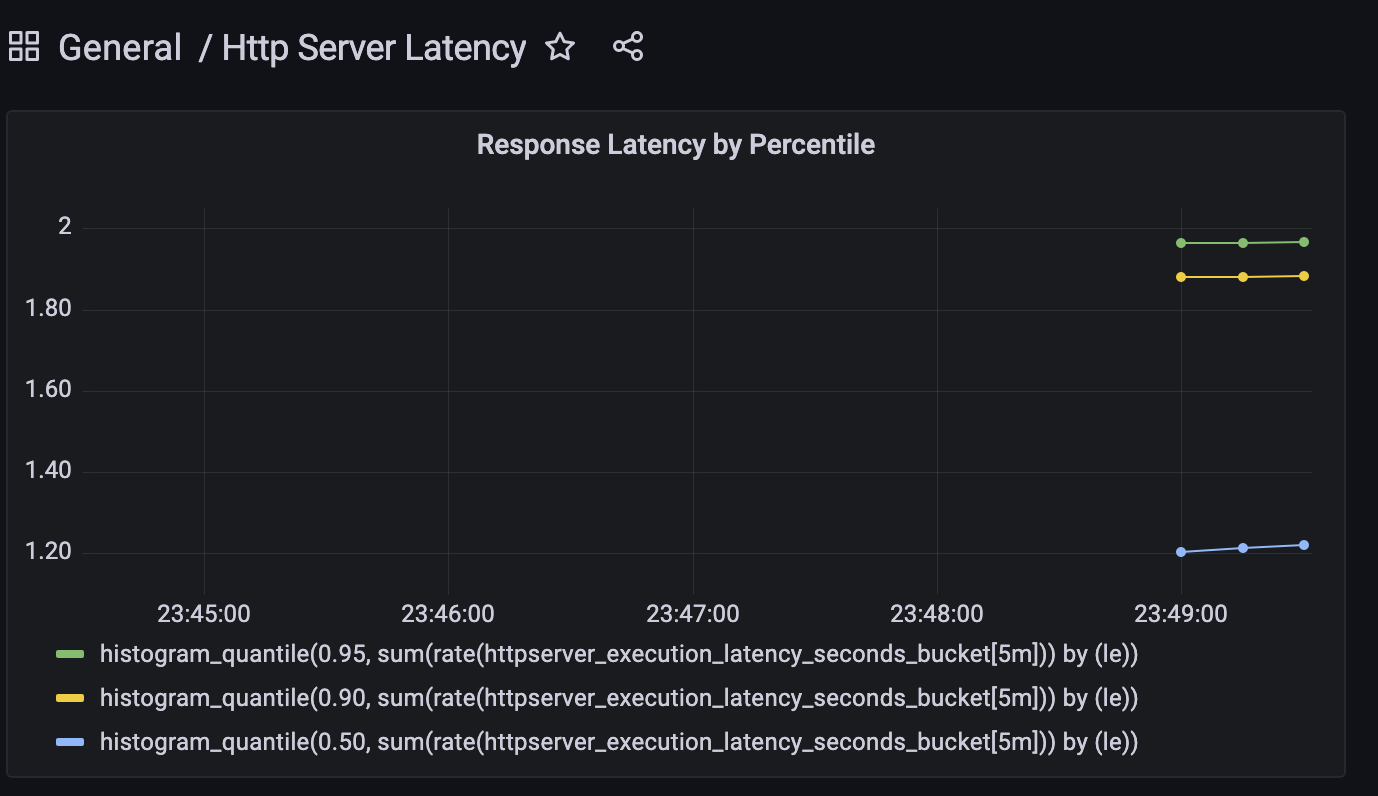 General / Http Server Latency
Response Latency by Percentile
2
1.80
1.60
1.40
1.20
23:45:00 23:46:00 23:47:00 23:48:00 23:49:00
histogram_quantile(0.95, sum(rate(httpserver_execution_latency_seconds_bucket[5m])) by (le))
histogram_quantile(0.90, sum(rate(httpserver_execution_latency_seconds_bucket[5m])) by (le))
histogram_quantile(0.50, sum(rate(httpserver_execution_latency_seconds_bucket[5m])) by (le))